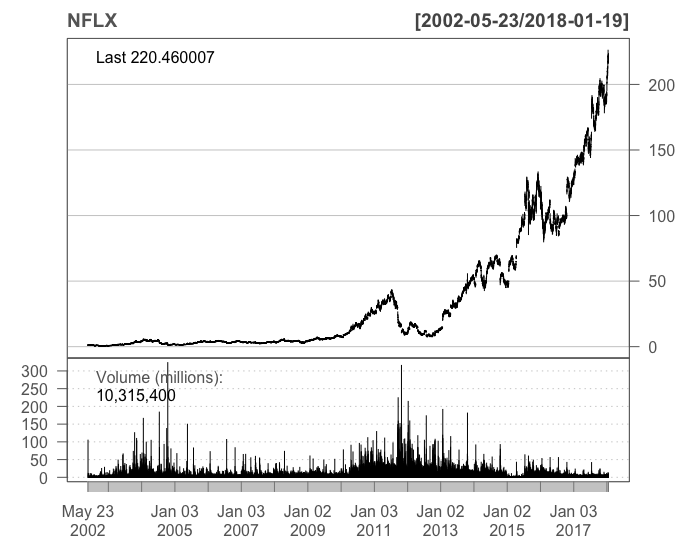 NFLX [2002-05-23/2018-01-19]
Last 220.460007
200
150
100
50
0
Volume (millions):
10,315,400
300
250
200
150
100
50
0
May 23 Jan 03 Jan 03 Jan 02 Jan 03 Jan 02 Jan 02 Jan 03
2002 2005 2007 2009 2011 2013 2015 2017